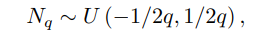 N_q ∼ U (−1/2q, 1/2q) ,